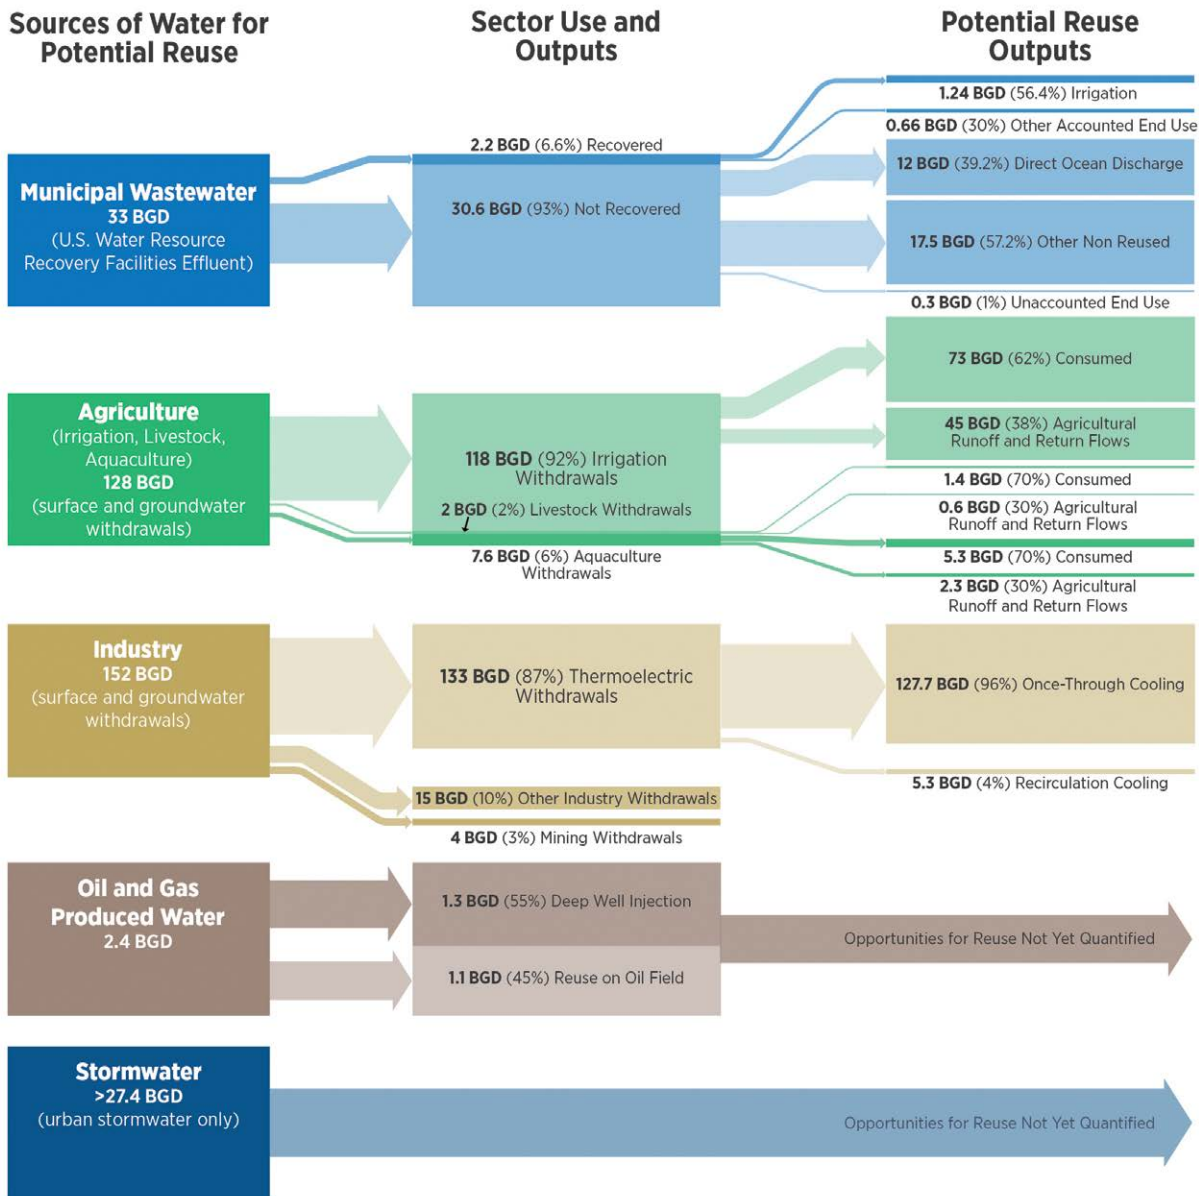 Sources of Water for
Potential Reuse
Sector Use and
Outputs
Potential Reuse
Outputs
Municipal Wastewater
33 BGD
(U.S. Water Resource
Recovery Facilities Effluent)
2.2 BGD (6.6%) Recovered
30.6 BGD (93%) Not Recovered
1.24 BGD (56.4%) Irrigation
0.66 BGD (30%) Other Accounted End Use
12 BGD (39.2%) Direct Ocean Discharge
17.5 BGD (57.2%) Other Non Reused
0.3 BGD (1%) Unaccounted End Use
Agriculture
(Irrigation, Livestock,
Aquaculture)
128 BGD
(surface and groundwater
withdrawals)
118 BGD (92%) Irrigation
Withdrawals
2 BGD (2%) Livestock Withdrawals
7.6 BGD (6%) Aquaculture
Withdrawals
73 BGD (62%) Consumed
45 BGD (38%) Agricultural
Runoff and Return Flows
1.4 BGD (70%) Consumed
0.6 BGD (30%) Agricultural
Runoff and Return Flows
5.3 BGD (70%) Consumed
2.3 BGD (30%) Agricultural
Runoff and Return Flows
Industry
152 BGD
(surface and groundwater
withdrawals)
133 BGD (87%) Thermoelectric
Withdrawals
15 BGD (10%) Other Industry Withdrawals
4 BGD (3%) Mining Withdrawals
127.7 BGD (96%) Once-Through Cooling
5.3 BGD (4%) Recirculation Cooling
Oil and Gas
Produced Water
2.4 BGD
1.3 BGD (55%) Deep Well Injection
1.1 BGD (45%) Reuse on Oil Field
Opportunities for Reuse Not Yet Quantified
Stormwater
>27.4 BGD
(urban stormwater only)
Opportunities for Reuse Not Yet Quantified